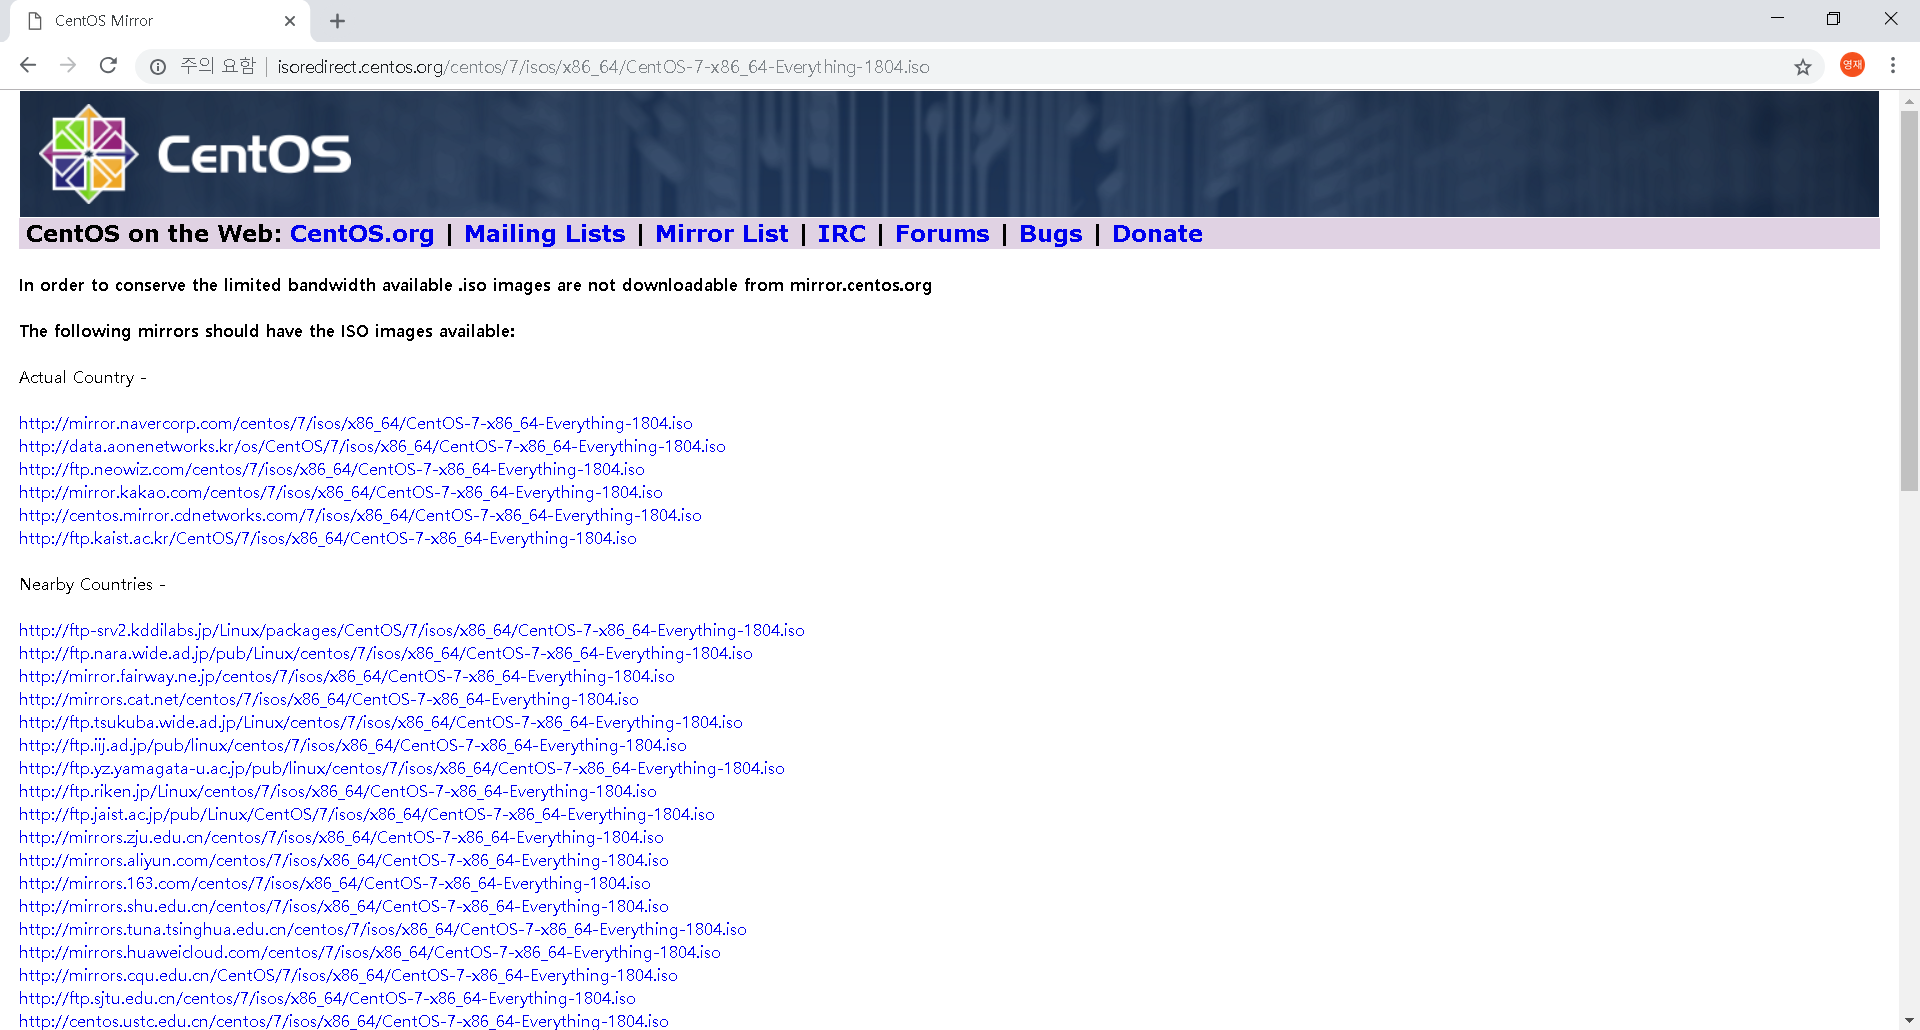 CentOS Mirror
주의 요함 | isoredirect.centos.org/centos/7/isos/x86_64/CentOS-7-x86_64-Everything-1804.iso
영재
CentOS
CentOS on the Web: CentOS.org | Mailing Lists | Mirror List | IRC | Forums | Bugs | Donate
In order to conserve the limited bandwidth available .iso images are not downloadable from mirror.centos.org
The following mirrors should have the ISO images available:
Actual Country -
http://mirror.navercorp.com/centos/7/isos/x86_64/CentOS-7-x86_64-Everything-1804.iso
http://data.aonenetworks.kr/os/CentOS/7/isos/x86_64/CentOS-7-x86_64-Everything-1804.iso
http://ftp.neowiz.com/centos/7/isos/x86_64/CentOS-7-x86_64-Everything-1804.iso
http://mirror.kakao.com/centos/7/isos/x86_64/CentOS-7-x86_64-Everything-1804.iso
http://centos.mirror.cdnetworks.com/7/isos/x86_64/CentOS-7-x86_64-Everything-1804.iso
http://ftp.kaist.ac.kr/CentOS/7/isos/x86_64/CentOS-7-x86_64-Everything-1804.iso
Nearby Countries -
http://ftp-srv2.kddilabs.jp/Linux/packages/CentOS/7/isos/x86_64/CentOS-7-x86_64-Everything-1804.iso
http://ftp.nara.wide.ad.jp/pub/Linux/centos/7/isos/x86_64/CentOS-7-x86_64-Everything-1804.iso
http://mirror.fairway.ne.jp/centos/7/isos/x86_64/CentOS-7-x86_64-Everything-1804.iso
http://mirrors.cat.net/centos/7/isos/x86_64/CentOS-7-x86_64-Everything-1804.iso
http://ftp.tsukuba.wide.ad.jp/Linux/centos/7/isos/x86_64/CentOS-7-x86_64-Everything-1804.iso
http://ftp.iij.ad.jp/pub/linux/centos/7/isos/x86_64/CentOS-7-x86_64-Everything-1804.iso
http://ftp.yz.yamagata-u.ac.jp/pub/linux/centos/7/isos/x86_64/CentOS-7-x86_64-Everything-1804.iso
http://ftp.riken.jp/Linux/centos/7/isos/x86_64/CentOS-7-x86_64-Everything-1804.iso
http://ftp.jaist.ac.jp/pub/Linux/CentOS/7/isos/x86_64/CentOS-7-x86_64-Everything-1804.iso
http://mirrors.zju.edu.cn/centos/7/isos/x86_64/CentOS-7-x86_64-Everything-1804.iso
http://mirrors.aliyun.com/centos/7/isos/x86_64/CentOS-7-x86_64-Everything-1804.iso
http://mirrors.163.com/centos/7/isos/x86_64/CentOS-7-x86_64-Everything-1804.iso
http://mirrors.shu.edu.cn/centos/7/isos/x86_64/CentOS-7-x86_64-Everything-1804.iso
http://mirrors.tuna.tsinghua.edu.cn/centos/7/isos/x86_64/CentOS-7-x86_64-Everything-1804.iso
http://mirrors.huaweicloud.com/centos/7/isos/x86_64/CentOS-7-x86_64-Everything-1804.iso
http://mirrors.cqu.edu.cn/CentOS/7/isos/x86_64/CentOS-7-x86_64-Everything-1804.iso
http://ftp.sjtu.edu.cn/centos/7/isos/x86_64/CentOS-7-x86_64-Everything-1804.iso
http://centos.ustc.edu.cn/centos/7/isos/x86_64/CentOS-7-x86_64-Everything-1804.iso